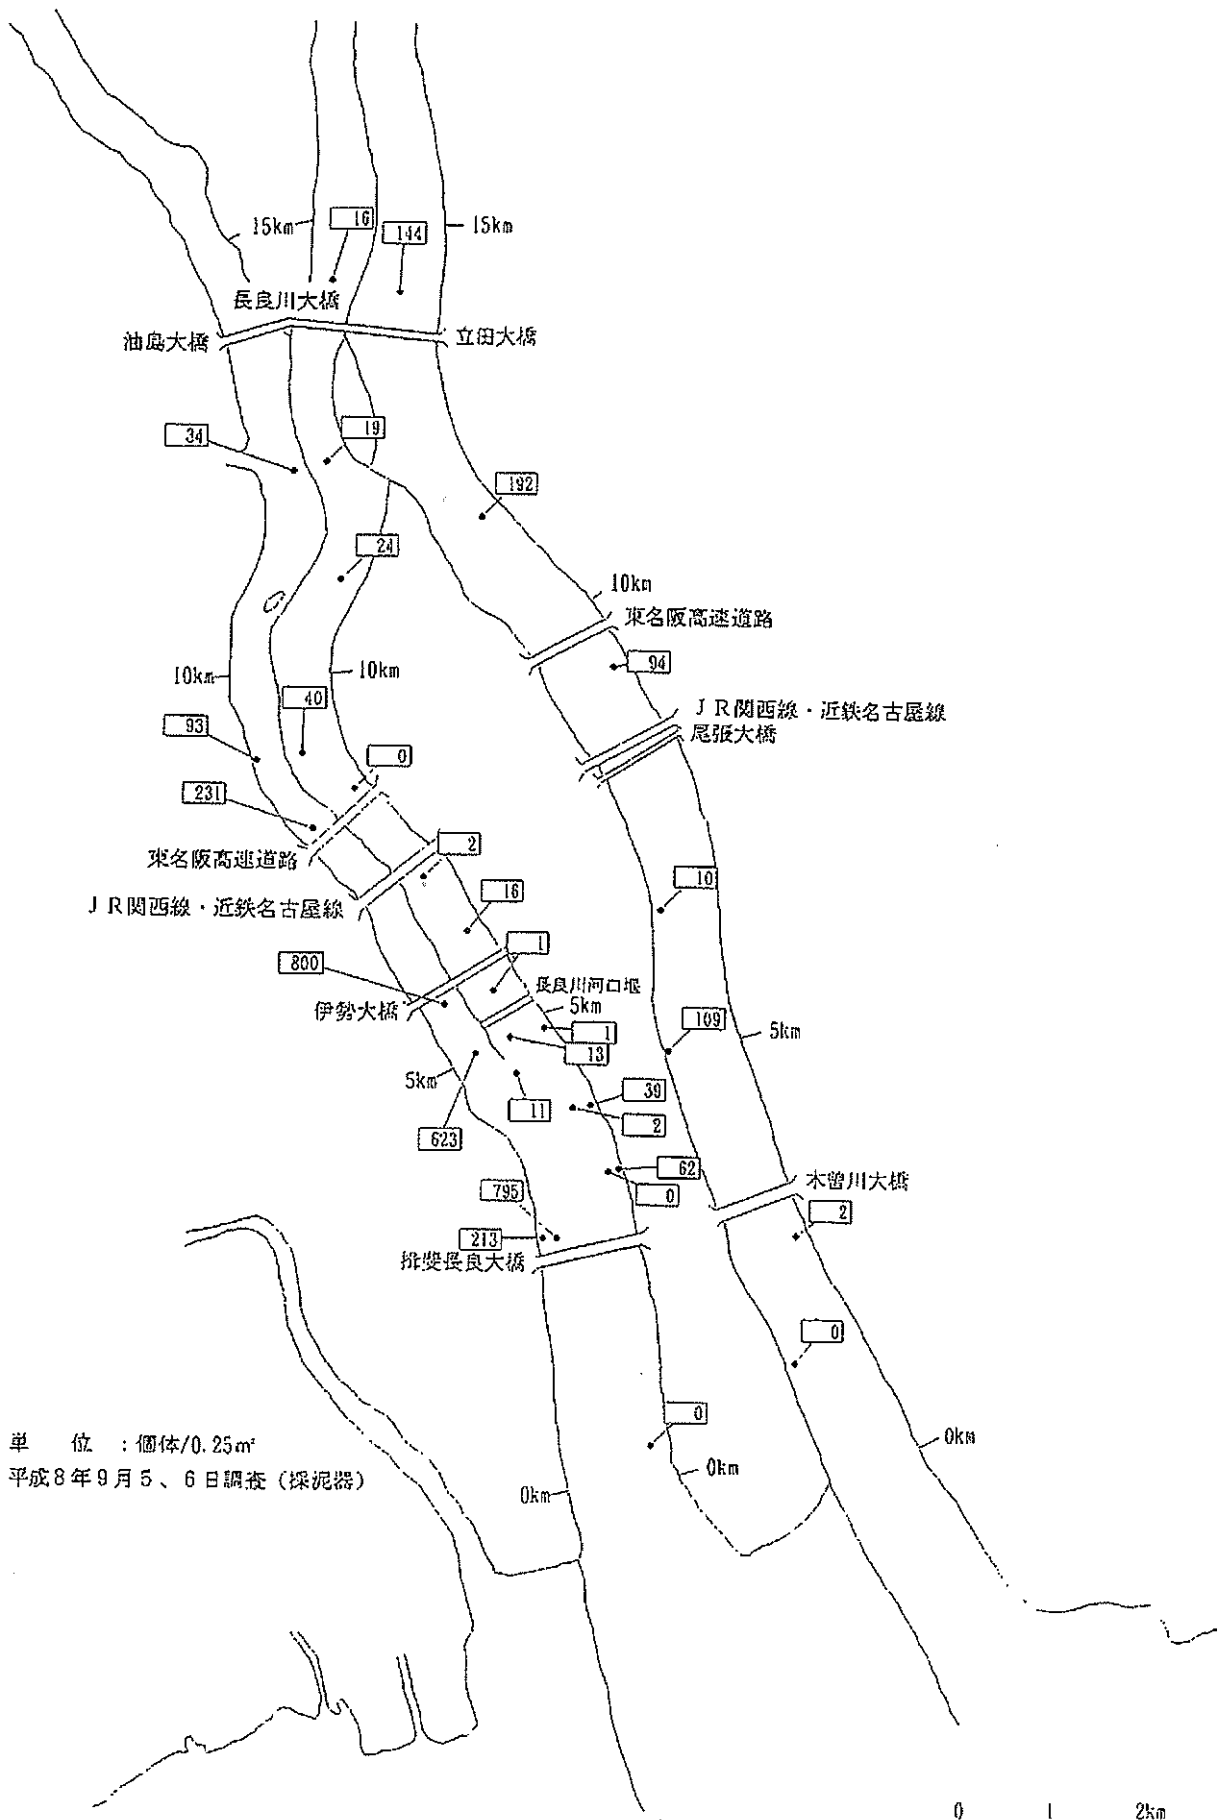 15km
16
144
15km
長良川大橋
油島大橋
立田大橋
34
19
192
24
10km
東名阪高速道路
94
10km
10km
40
JR関西線・近鉄名古屋線
尾張大橋
93
0
231
東名阪高速道路
2
10
JR関西線・近鉄名古屋線
16
1
800
長良川河口堰
伊勢大橋
5km
1
109
5km
13
5km
39
11
2
623
62
0
木曽川大橋
795
2
213
揖斐長良大橋
0
0
0km
0km
0km
単 位 :個体/0.25m²
平成8年9月5、6日調査(採泥器)
0 1 2km